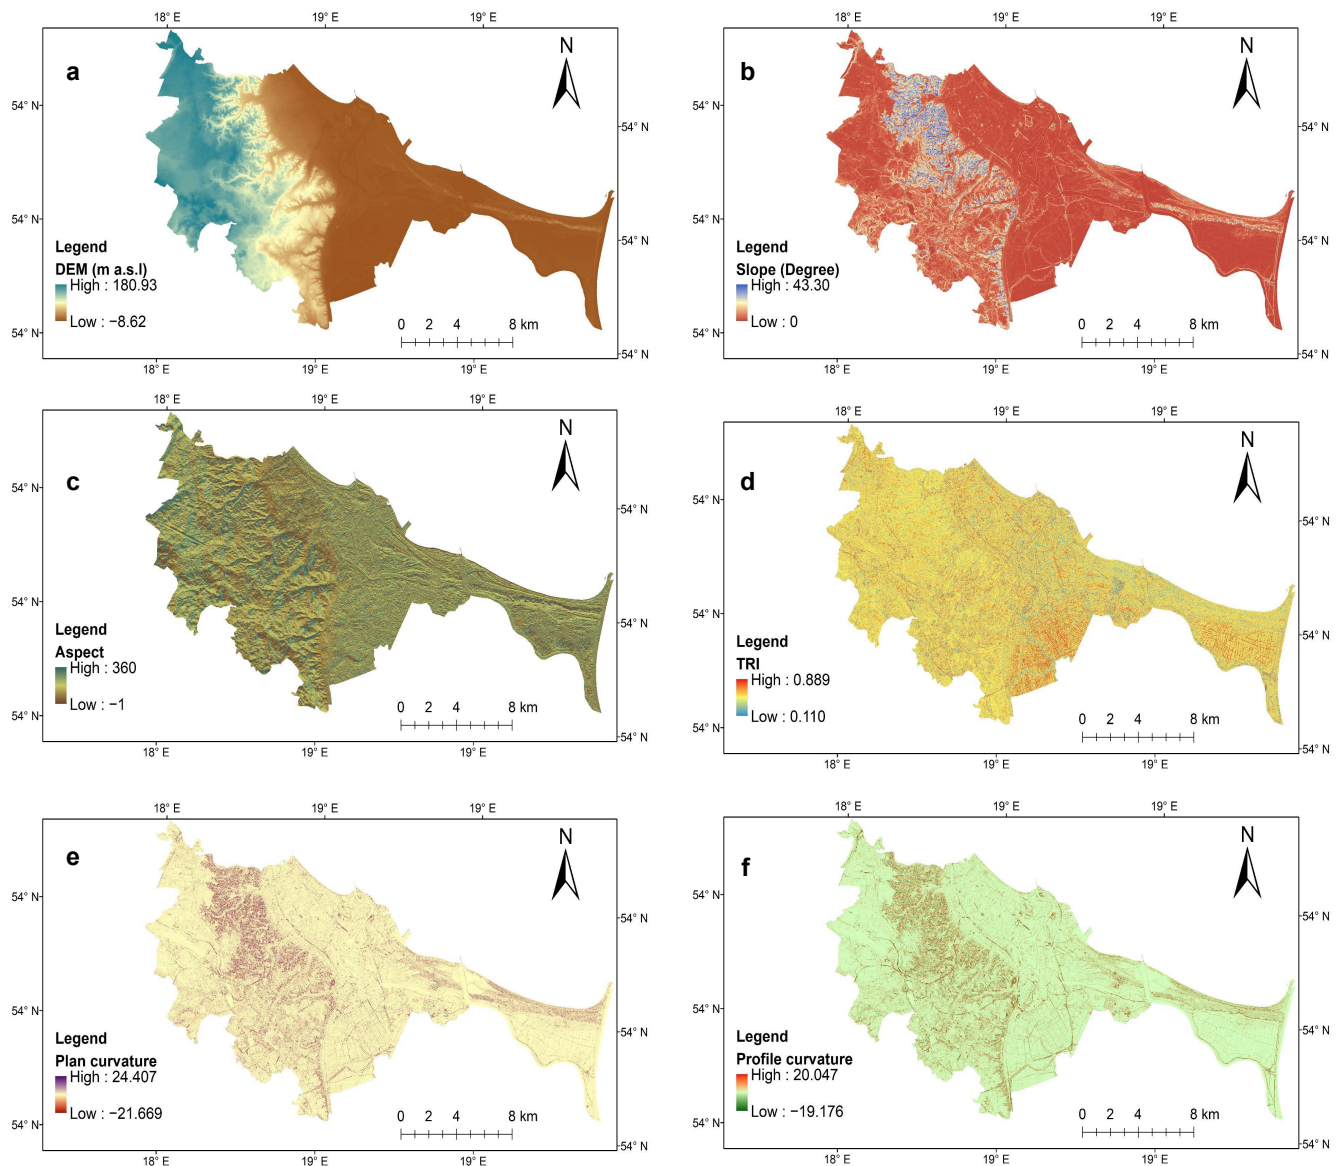 18° E 19° E 19° E
a
N
54° N
54° N
54° N
54° N
54° N
54° N
Legend
DEM (m a.s.l)
High : 180.93
Low : −8.62
0 2 4 8 km
18° E 19° E 19° E
18° E 19° E 19° E
b
N
54° N
54° N
54° N
54° N
54° N
54° N
Legend
Slope (Degree)
High : 43.30
Low : 0
0 2 4 8 km
18° E 19° E 19° E
18° E 19° E 19° E
c
N
54° N
54° N
54° N
54° N
54° N
54° N
Legend
Aspect
High : 360
Low : −1
0 2 4 8 km
18° E 19° E 19° E
18° E 19° E 19° E
d
N
54° N
54° N
54° N
54° N
54° N
54° N
Legend
TRI
High : 0.889
Low : 0.110
0 2 4 8 km
18° E 19° E 19° E
18° E 19° E 19° E
e
N
54° N
54° N
54° N
54° N
54° N
54° N
Legend
Plan curvature
High : 24.407
Low : −21.669
0 2 4 8 km
18° E 19° E 19° E
18° E 19° E 19° E
f
N
54° N
54° N
54° N
54° N
54° N
54° N
Legend
Profile curvature
High : 20.047
Low : −19.176
0 2 4 8 km
18° E 19° E 19° E